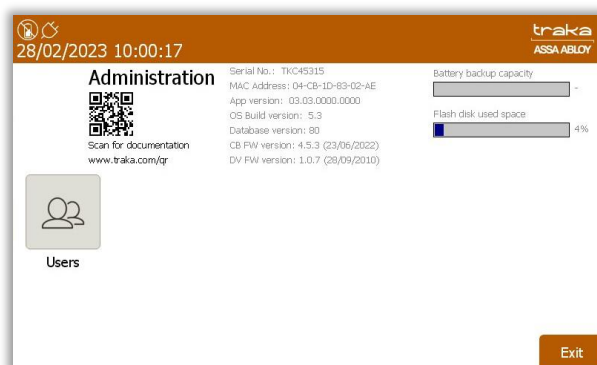 28/02/2023 10:00:17
traka
ASSA ABLOY
Administration
Scan for documentation
www.traka.com/qr
Serial No.: TKC45315
MAC Address: 04-CB-1D-83-02-AE
App version: 03.03.0000.0000
OS Build version: 5.3
Database version: 80
CB FW version: 4.5.3 (23/06/2022)
DV FW version: 1.0.7 (28/09/2010)
Battery backup capacity
-
Flash disk used space
4%
Users
Exit